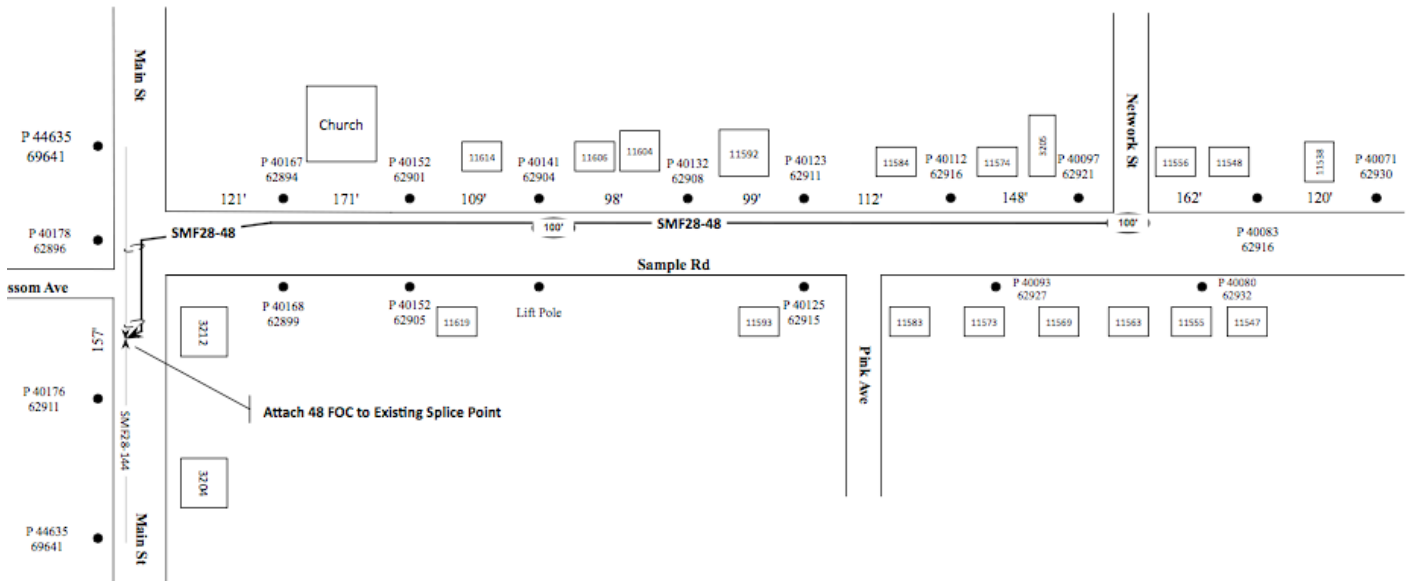 Main St
Network St
Church
P 44635
69641
P 40167
62894
P 40152
62901
11614
P 40141
62904
11606
11604
P 40132
62908
11592
P 40123
62911
11584
P 40112
62916
11574
3205
P 40097
62921
11556
11548
11538
P 40071
62930
121'
171'
109'
98'
99'
112'
148'
162'
120'
P 40178
62896
SMF28-48
100'
SMF28-48
100'
P 40083
62916
Sample Rd
ssom Ave
P 40168
62899
P 40152
62905
Lift Pole
P 40125
62915
P 40093
62927
P 40080
62932
3212
11619
11593
11583
11573
11569
11563
11555
11547
157'
Pink Ave
P 40176
62911
Attach 48 FOC to Existing Splice Point
SMF28-144
3204
P 44635
69641
Main St